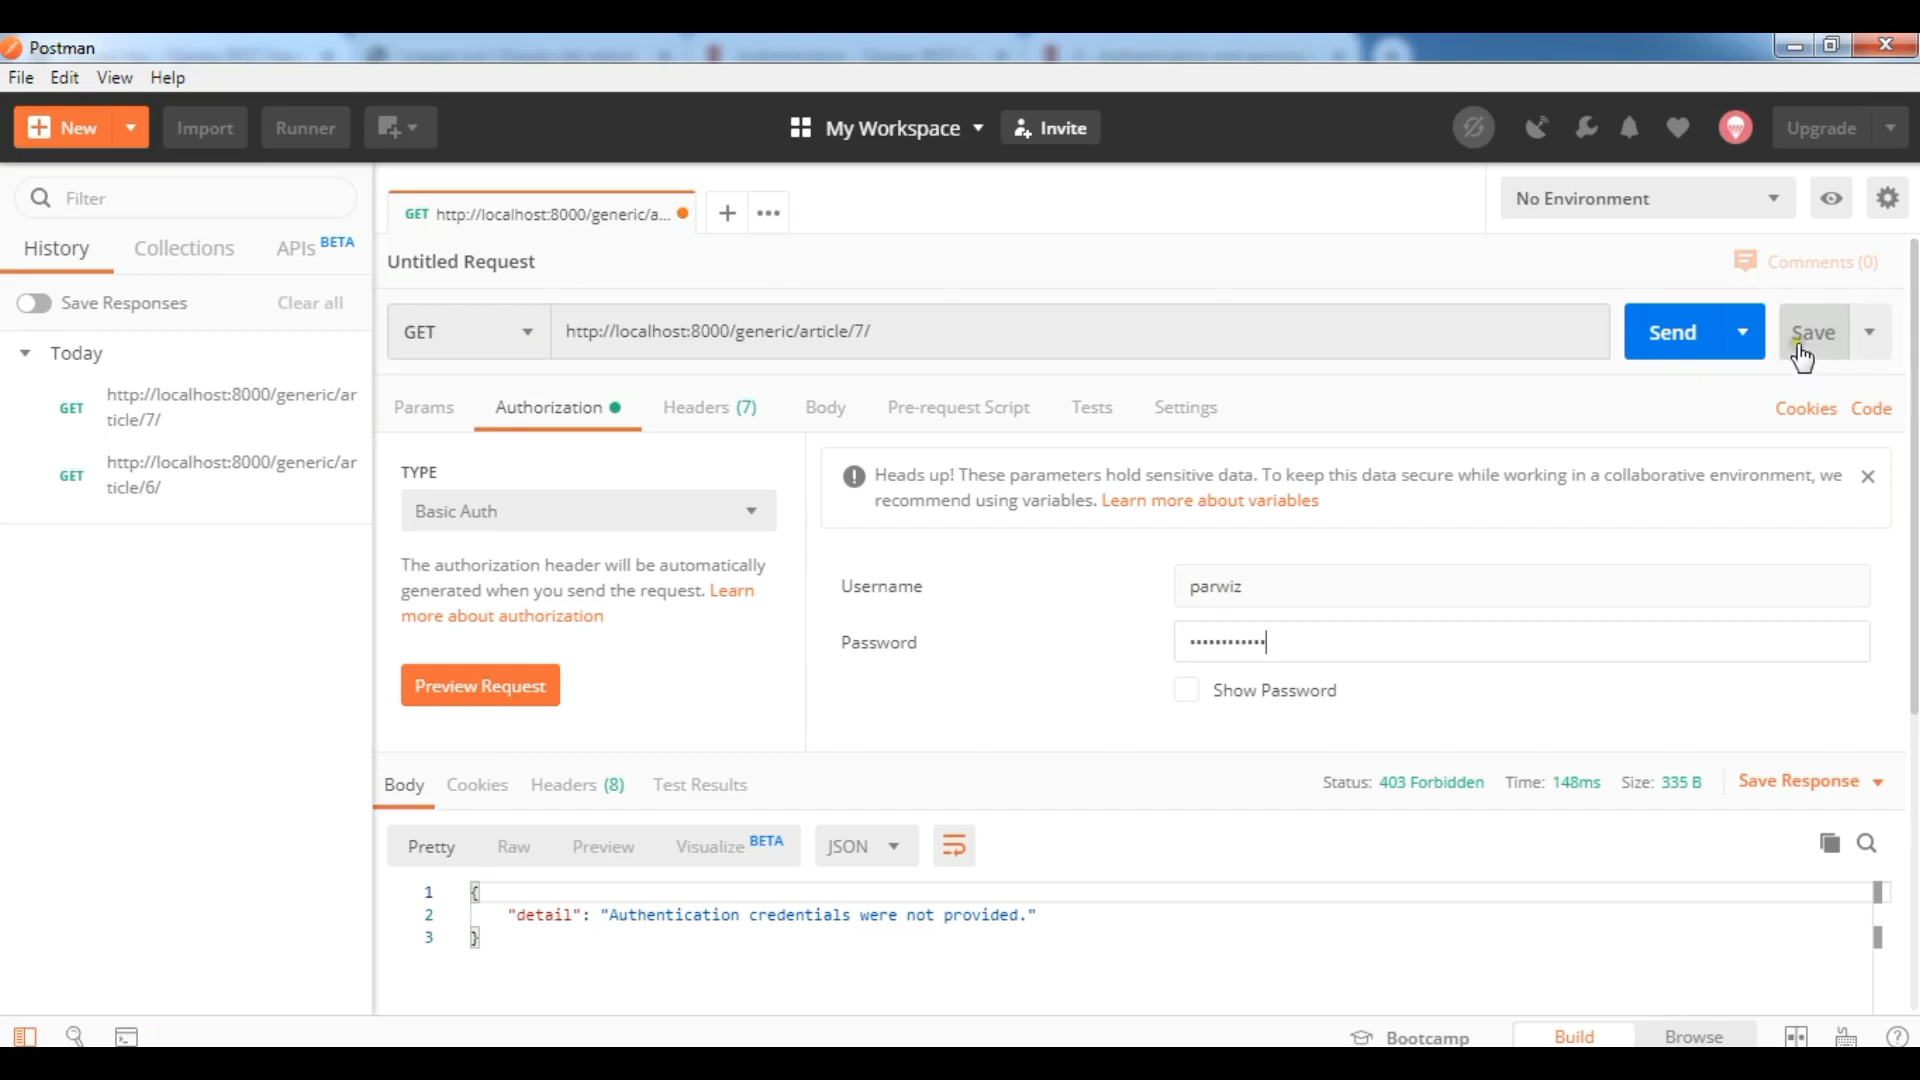 Postman
File Edit View Help
New Import Runner My Workspace Invite Upgrade
Filter
History Collections APIs BETA
Save Responses Clear all
Today
GET http://localhost:8000/generic/ar
ticle/7/
GET http://localhost:8000/generic/ar
ticle/6/
GET http://localhost:8000/generic/a...
No Environment
Untitled Request
Comments (0)
GET http://localhost:8000/generic/article/7/ Send Save
Params Authorization Headers (7) Body Pre-request Script Tests Settings Cookies Code
TYPE
Basic Auth
The authorization header will be automatically
generated when you send the request. Learn
more about authorization
Preview Request
Heads up! These parameters hold sensitive data. To keep this data secure while working in a collaborative environment, we
recommend using variables. Learn more about variables
Username parwiz
Password ••••••••••••
Show Password
Body Cookies Headers (8) Test Results Status: 403 Forbidden Time: 148ms Size: 335 B Save Response
Pretty Raw Preview Visualize BETA JSON
1 {
2 "detail": "Authentication credentials were not provided."
3 }
Bootcamp Build Browse